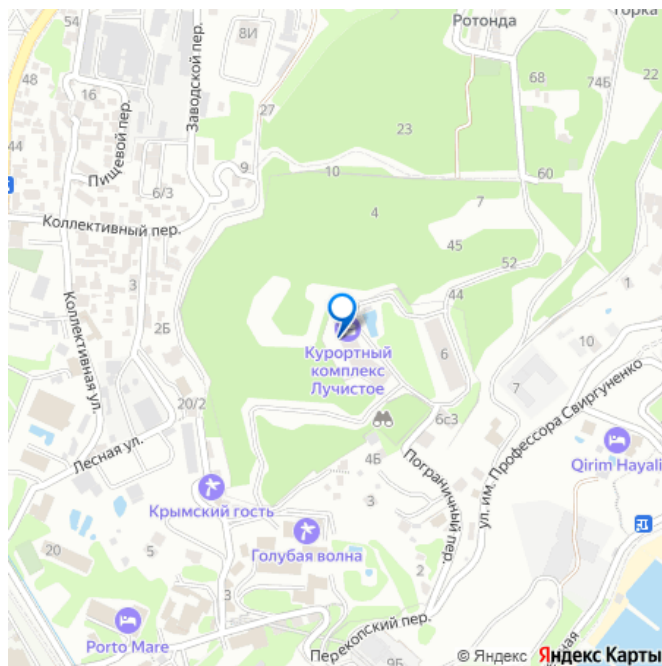 54
8И
Ротонда
Горка
48
16
Заводской пер.
68
74Б
22
44
Пищевой пер.
27
23
6/3
9
10
60
Коллективный пер.
4
7
45
52
3
1
Коллективная ул.
2Б
44
10
Курортный
комплекс
Лучистое
6
7
20/2
6с3
ул. им. Профессора Свиргуненко
Лесная ул.
4Б
Qirim Hayali
Крымский гость
3
Пограничный пер.
Голубая волна
20
5
2
3
Porto Mare
Перекопский пер.
9Б
© Яндекс Яндекс Карты